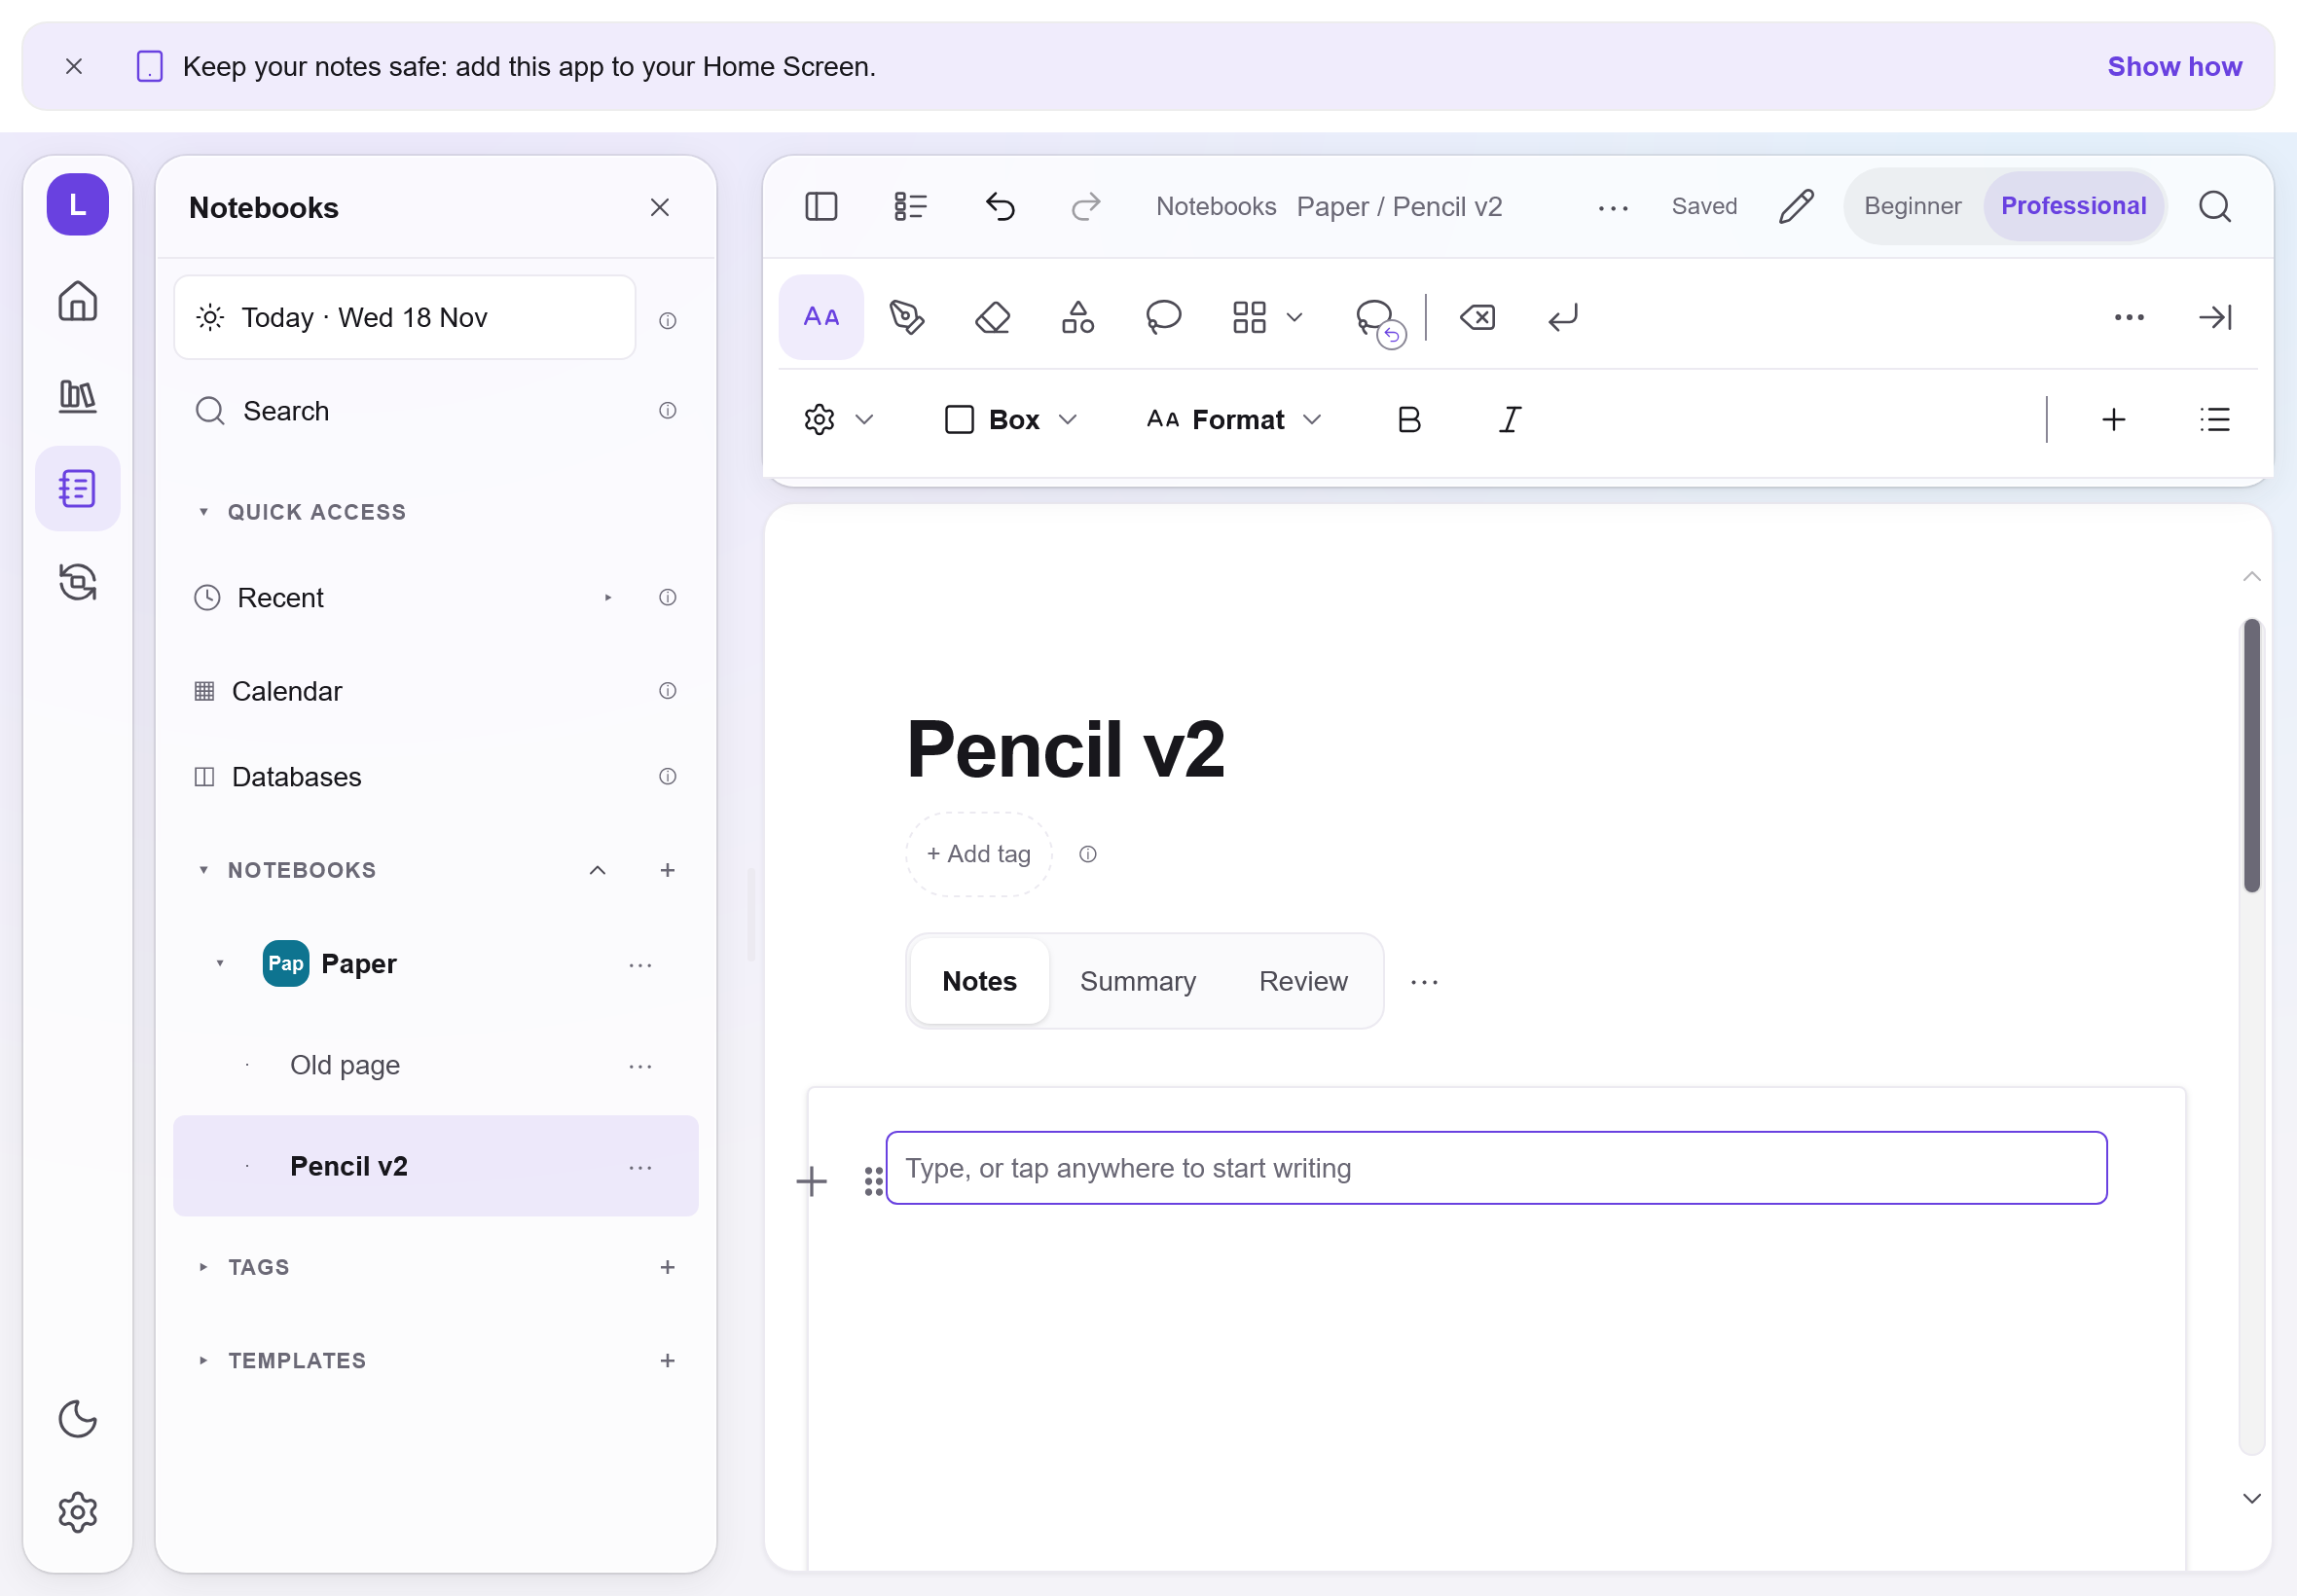 Keep your notes safe: add this app to your Home Screen.
Show how
L
Notebooks
Today · Wed 18 Nov
Search
QUICK ACCESS
Recent
Calendar
Databases
NOTEBOOKS
Pap Paper
Old page
Pencil v2
TAGS
TEMPLATES
Notebooks Paper / Pencil v2
Saved
Beginner Professional
Box
Format
B I
Pencil v2
+ Add tag
Notes Summary Review
Type, or tap anywhere to start writing